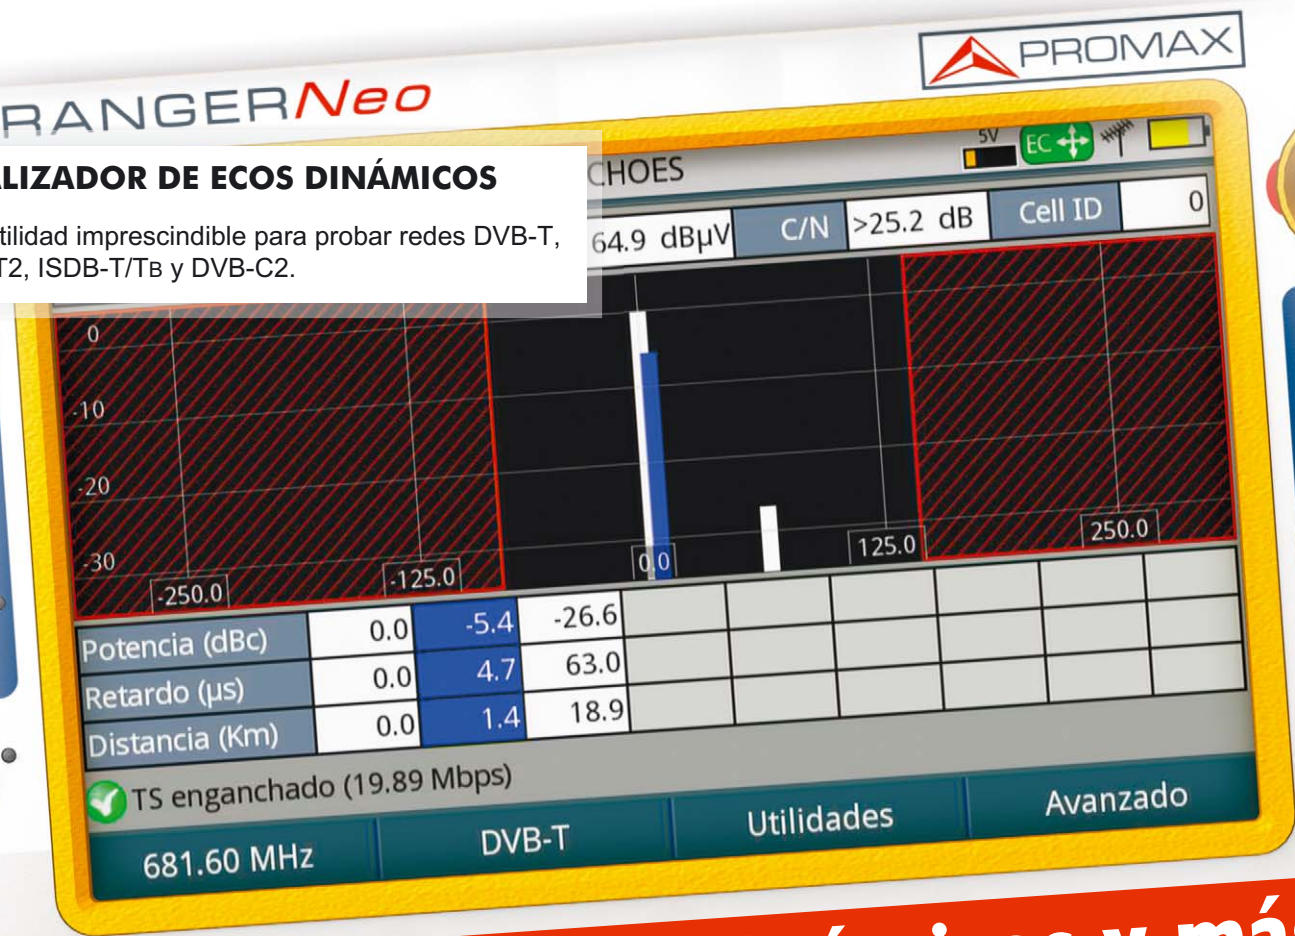 RANGERNeo
PROMAX
ALIZADOR DE ECOS DINÁMICOS
tilidad imprescindible para probar redes DVB-T,
T2, ISDB-T/TB y DVB-C2.
CHOES
5V EC
64.9 dBµV C/N >25.2 dB Cell ID 0
0
-10
-20
-30
-250.0 -125.0 0.0 125.0 250.0
Potencia (dBc) 0.0 -5.4 -26.6
Retardo (µs) 0.0 4.7 63.0
Distancia (Km) 0.0 1.4 18.9
TS enganchado (19.89 Mbps)
681.60 MHz DVB-T Utilidades Avanzado
y má